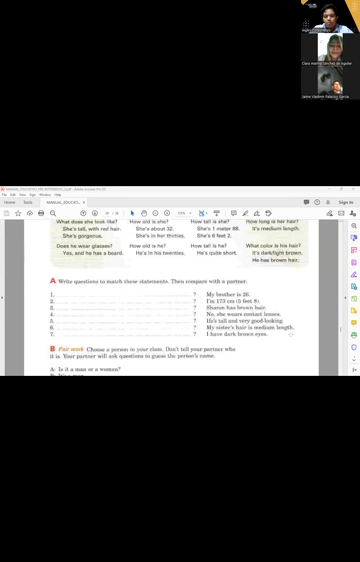 Clara Marina Sánchez de Aguilar
Jaime Vladimir Palacios Garcia
Home Tools
Sign In
What does she look like? How old is she? How tall is she? How long is her hair?
She's tall, with red hair. She's about 32. She's 1 meter 88. It's medium length.
She's gorgeous. She's in her thirties. She's 6 feet 2.
Does he wear glasses? How old is he? How tall is he? What color is his hair?
Yes, and he has a beard. He's in his twenties. He's quite short. It's dark/light brown.
He has brown hair.
A Write questions to match these statements. Then compare with a partner.
1. ? My brother is 26.
2. ? I'm 173 cm (5 feet 8).
3. ? Sharon has brown hair.
4. ? No, she wears contact lenses.
5. ? He's tall and very good-looking.
6. ? My sister's hair is medium length.
7. ? I have dark brown eyes.
B Pair work Choose a person in your class. Don't tell your partner who
it is. Your partner will ask questions to guess the person's name.
A: Is it a man or a woman?